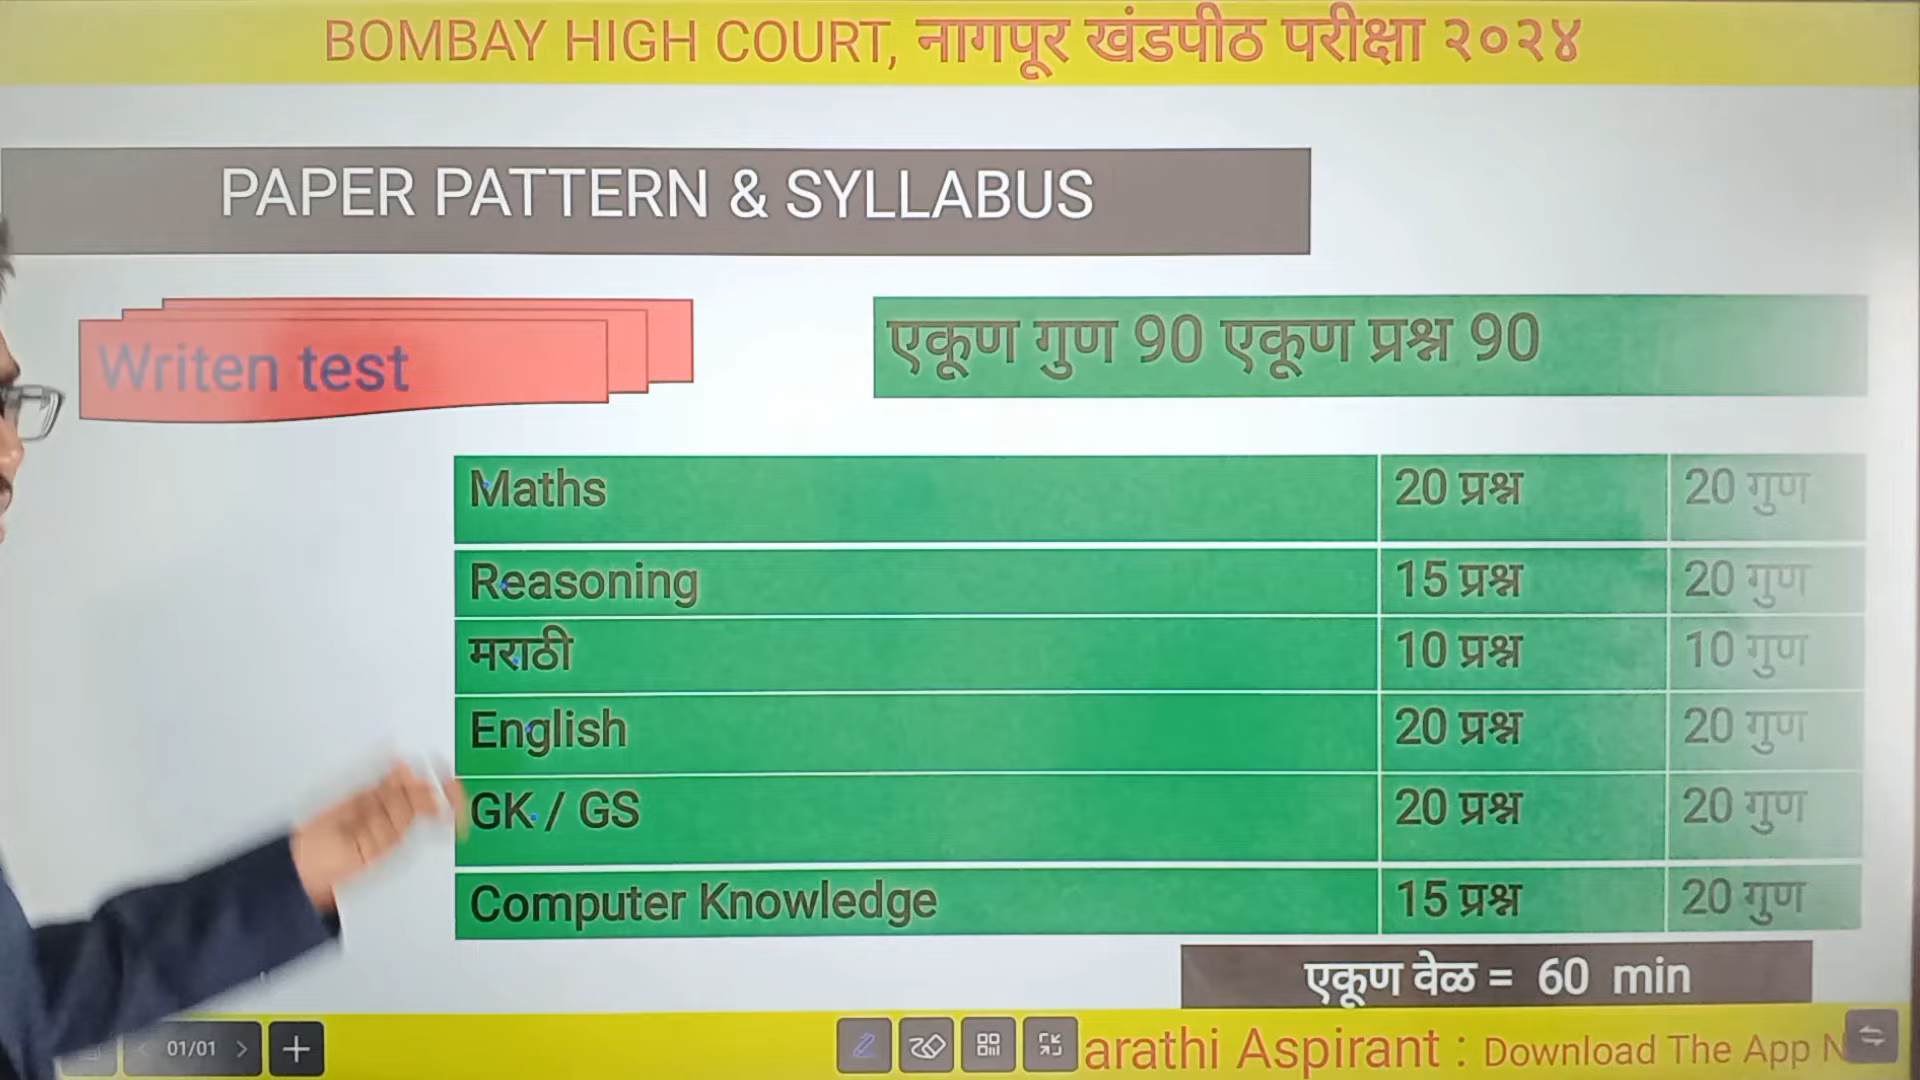 BOMBAY HIGH COURT, नागपूर खंडपीठ परीक्षा २०२४
PAPER PATTERN & SYLLABUS
Writen test
एकूण गुण 90 एकूण प्रश्न 90
Maths 20 प्रश्न 20 गुण
Reasoning 15 प्रश्न 20 गुण
मराठी 10 प्रश्न 10 गुण
English 20 प्रश्न 20 गुण
GK / GS 20 प्रश्न 20 गुण
Computer Knowledge 15 प्रश्न 20 गुण
एकूण वेळ = 60 min
01/01
arathi Aspirant : Download The App N